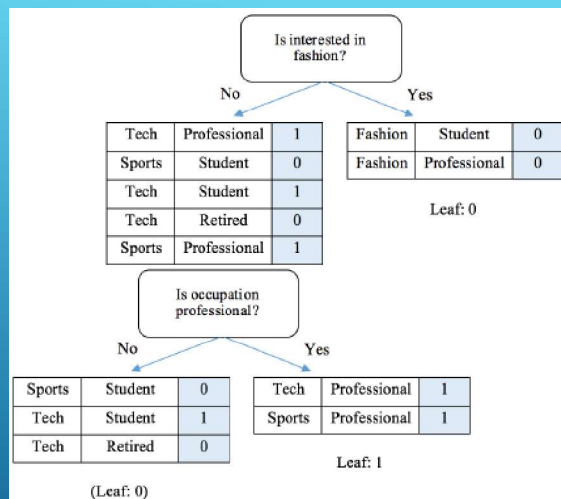 Is interested in
fashion?
No
Yes
Tech Professional 1
Sports Student 0
Tech Student 1
Tech Retired 0
Sports Professional 1
Fashion Student 0
Fashion Professional 0
Leaf: 0
Is occupation
professional?
No
Yes
Sports Student 0
Tech Student 1
Tech Retired 0
(Leaf: 0)
Tech Professional 1
Sports Professional 1
Leaf: 1